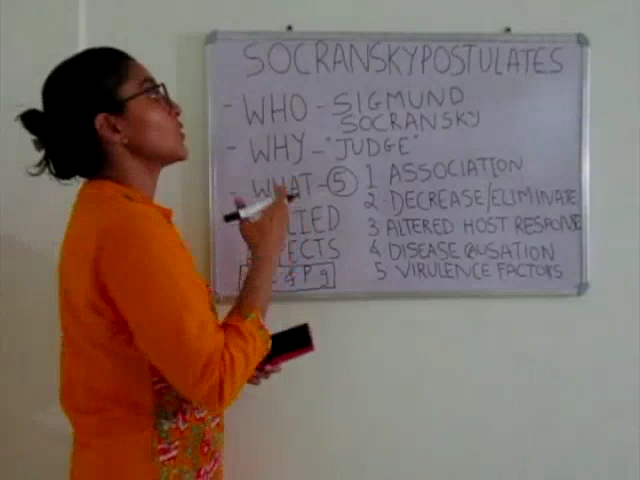 SOCRANSKYPOSTULATES
- WHO - SIGMUND
SOCRANSKY
- WHY - "JUDGE"
- WHAT - 5
1 ASSOCIATION
2 DECREASE/ELIMINATE
3 ALTERED HOST RESPONSE
4 DISEASE CAUSATION
5 VIRULENCE FACTORS
& Pg